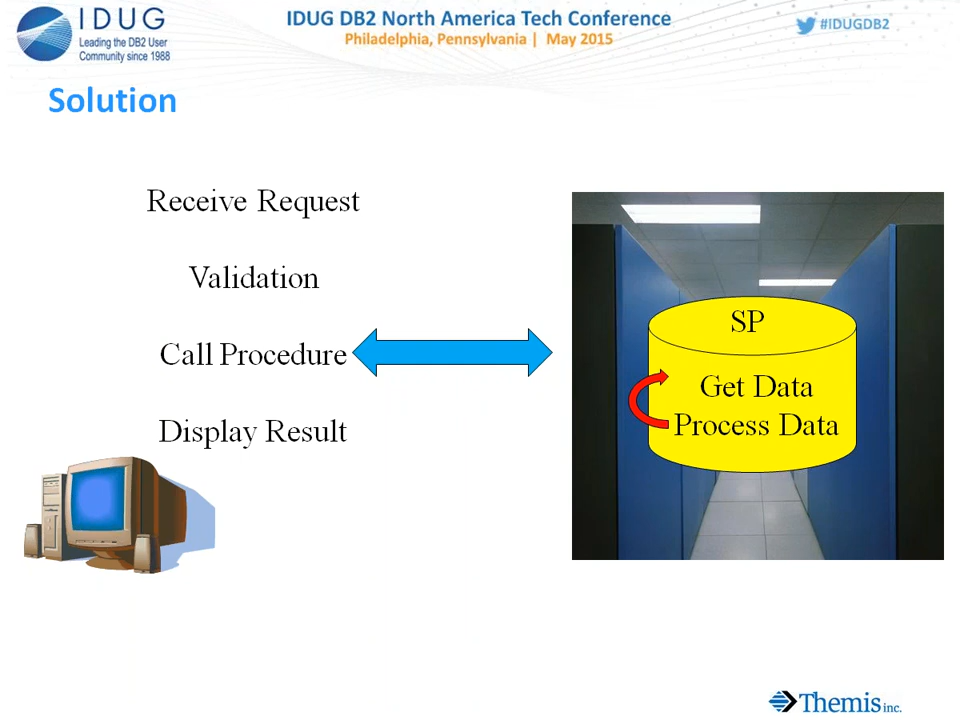 IDUG
Leading the DB2 User
Community since 1988
IDUG DB2 North America Tech Conference
Philadelphia, Pennsylvania | May 2015
#IDUGDB2
Solution
Receive Request
Validation
Call Procedure
Display Result
SP
Get Data
Process Data
Themis inc.